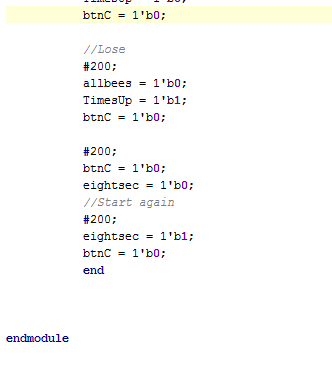 btnC = 1'b0;
//Lose
#200;
allbees = 1'b0;
TimesUp = 1'b1;
btnC = 1'b0;
#200;
btnC = 1'b0;
eightsec = 1'b0;
//Start again
#200;
eightsec = 1'b1;
btnC = 1'b0;
end
endmodule